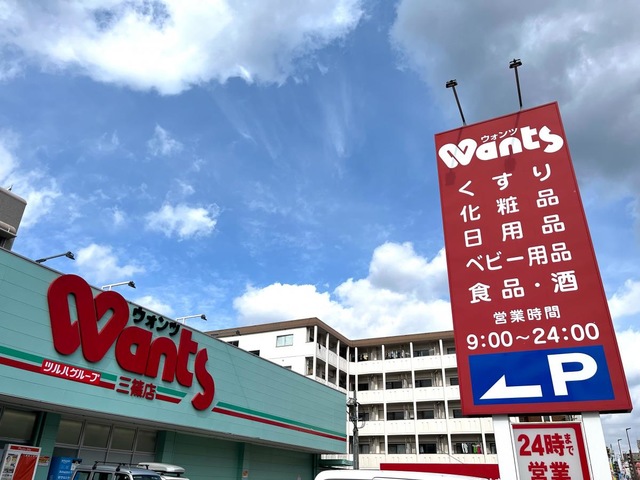 ウォンツ
Wants
くすり
化粧品
日用品
ベビー用品
食品・酒
営業時間
9:00～24:00
P
24時まで
営業
Wants
ウォンツ
ツルハグループ
三篠店